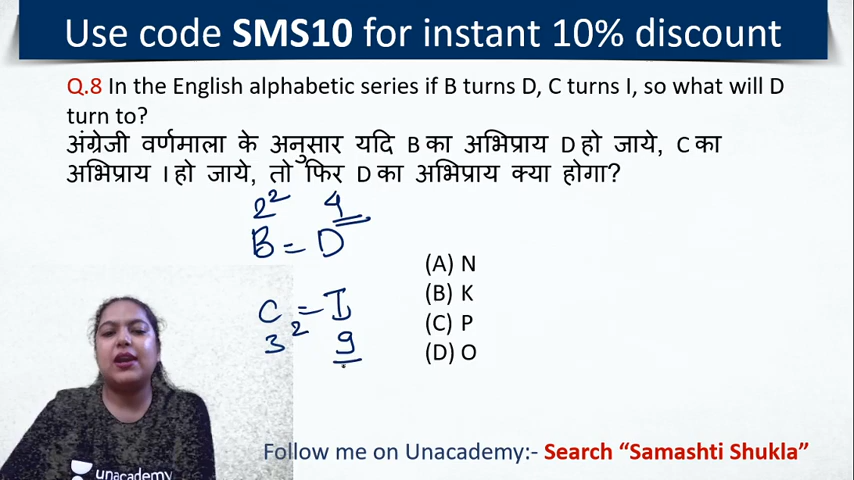 Use code SMS10 for instant 10% discount
Q.8 In the English alphabetic series if B turns D, C turns I, so what will D
turn to?
अंग्रेजी वर्णमाला के अनुसार यदि B का अभिप्राय D हो जाये, C का
अभिप्राय I हो जाये, तो फिर D का अभिप्राय क्या होगा?
2² 4
B = D
C = I
3² 9
(A) N
(B) K
(C) P
(D) O
unacademy
Follow me on Unacademy:- Search “Samashti Shukla”